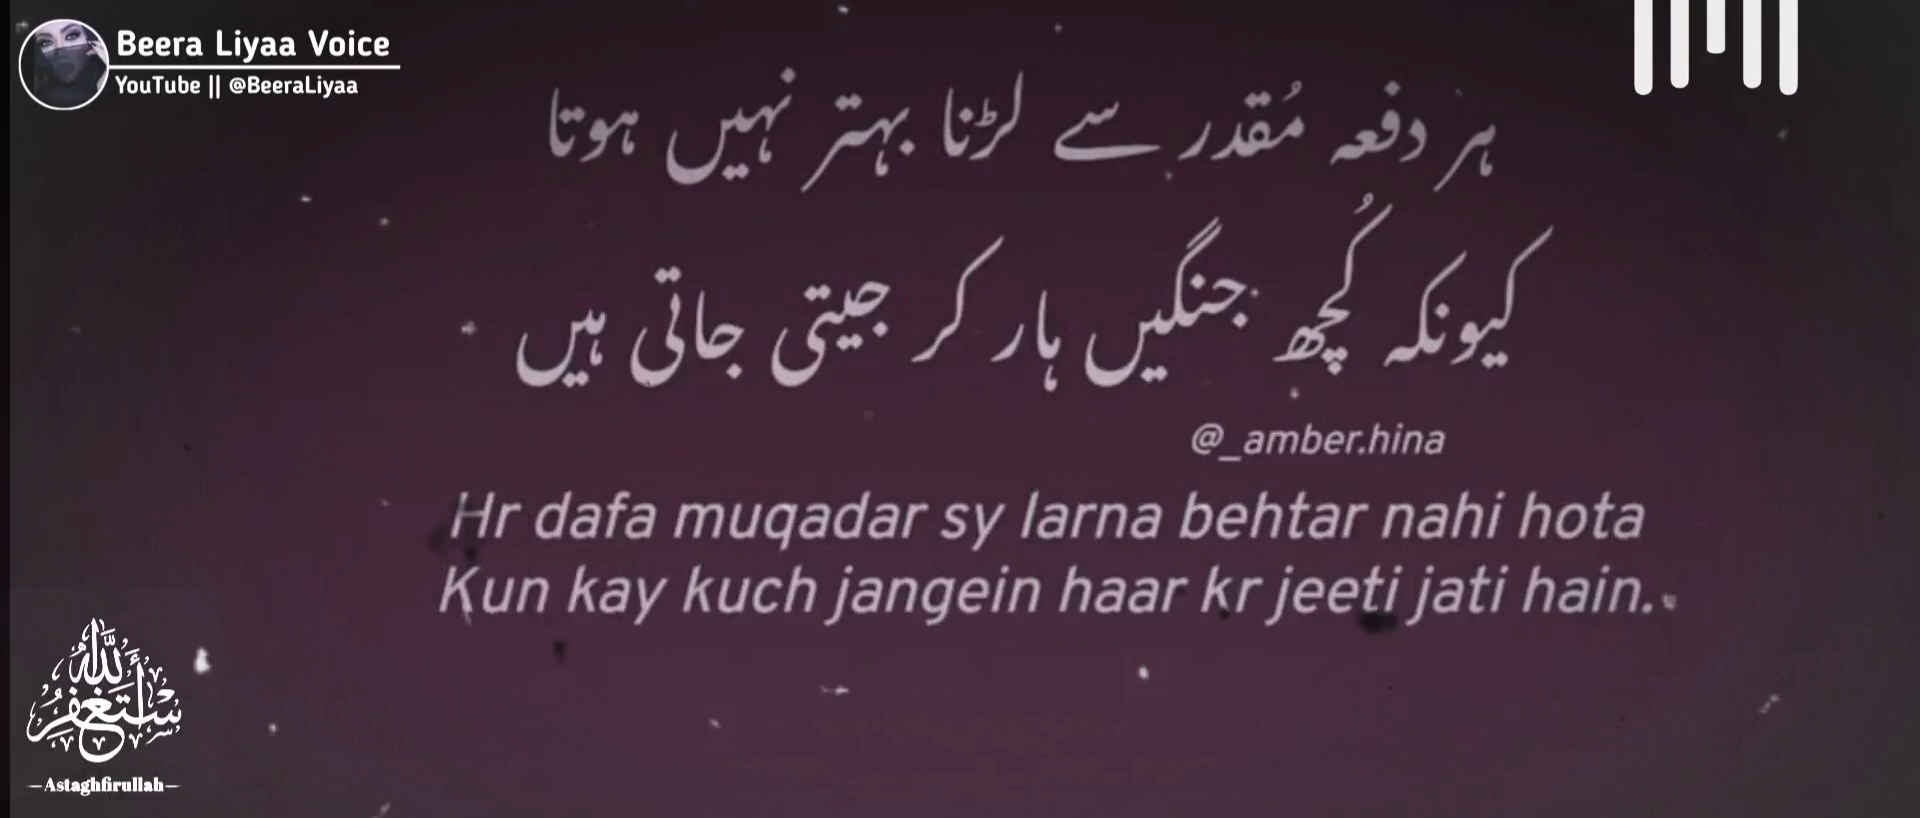 Beera Liyaa Voice
YouTube || @BeeraLiyaa
ہر دفعہ مُقدر سے لڑنا بہتر نہیں ہوتا
کیونکہ کُچھ جنگیں ہار کر جیتی جاتی ہیں
@_amber.hina
Hr dafa muqadar sy larna behtar nahi hota
Kun kay kuch jangein haar kr jeeti jati hain.
أَسْتَغْفِرُ اللَّه
—Astaghfirullah—